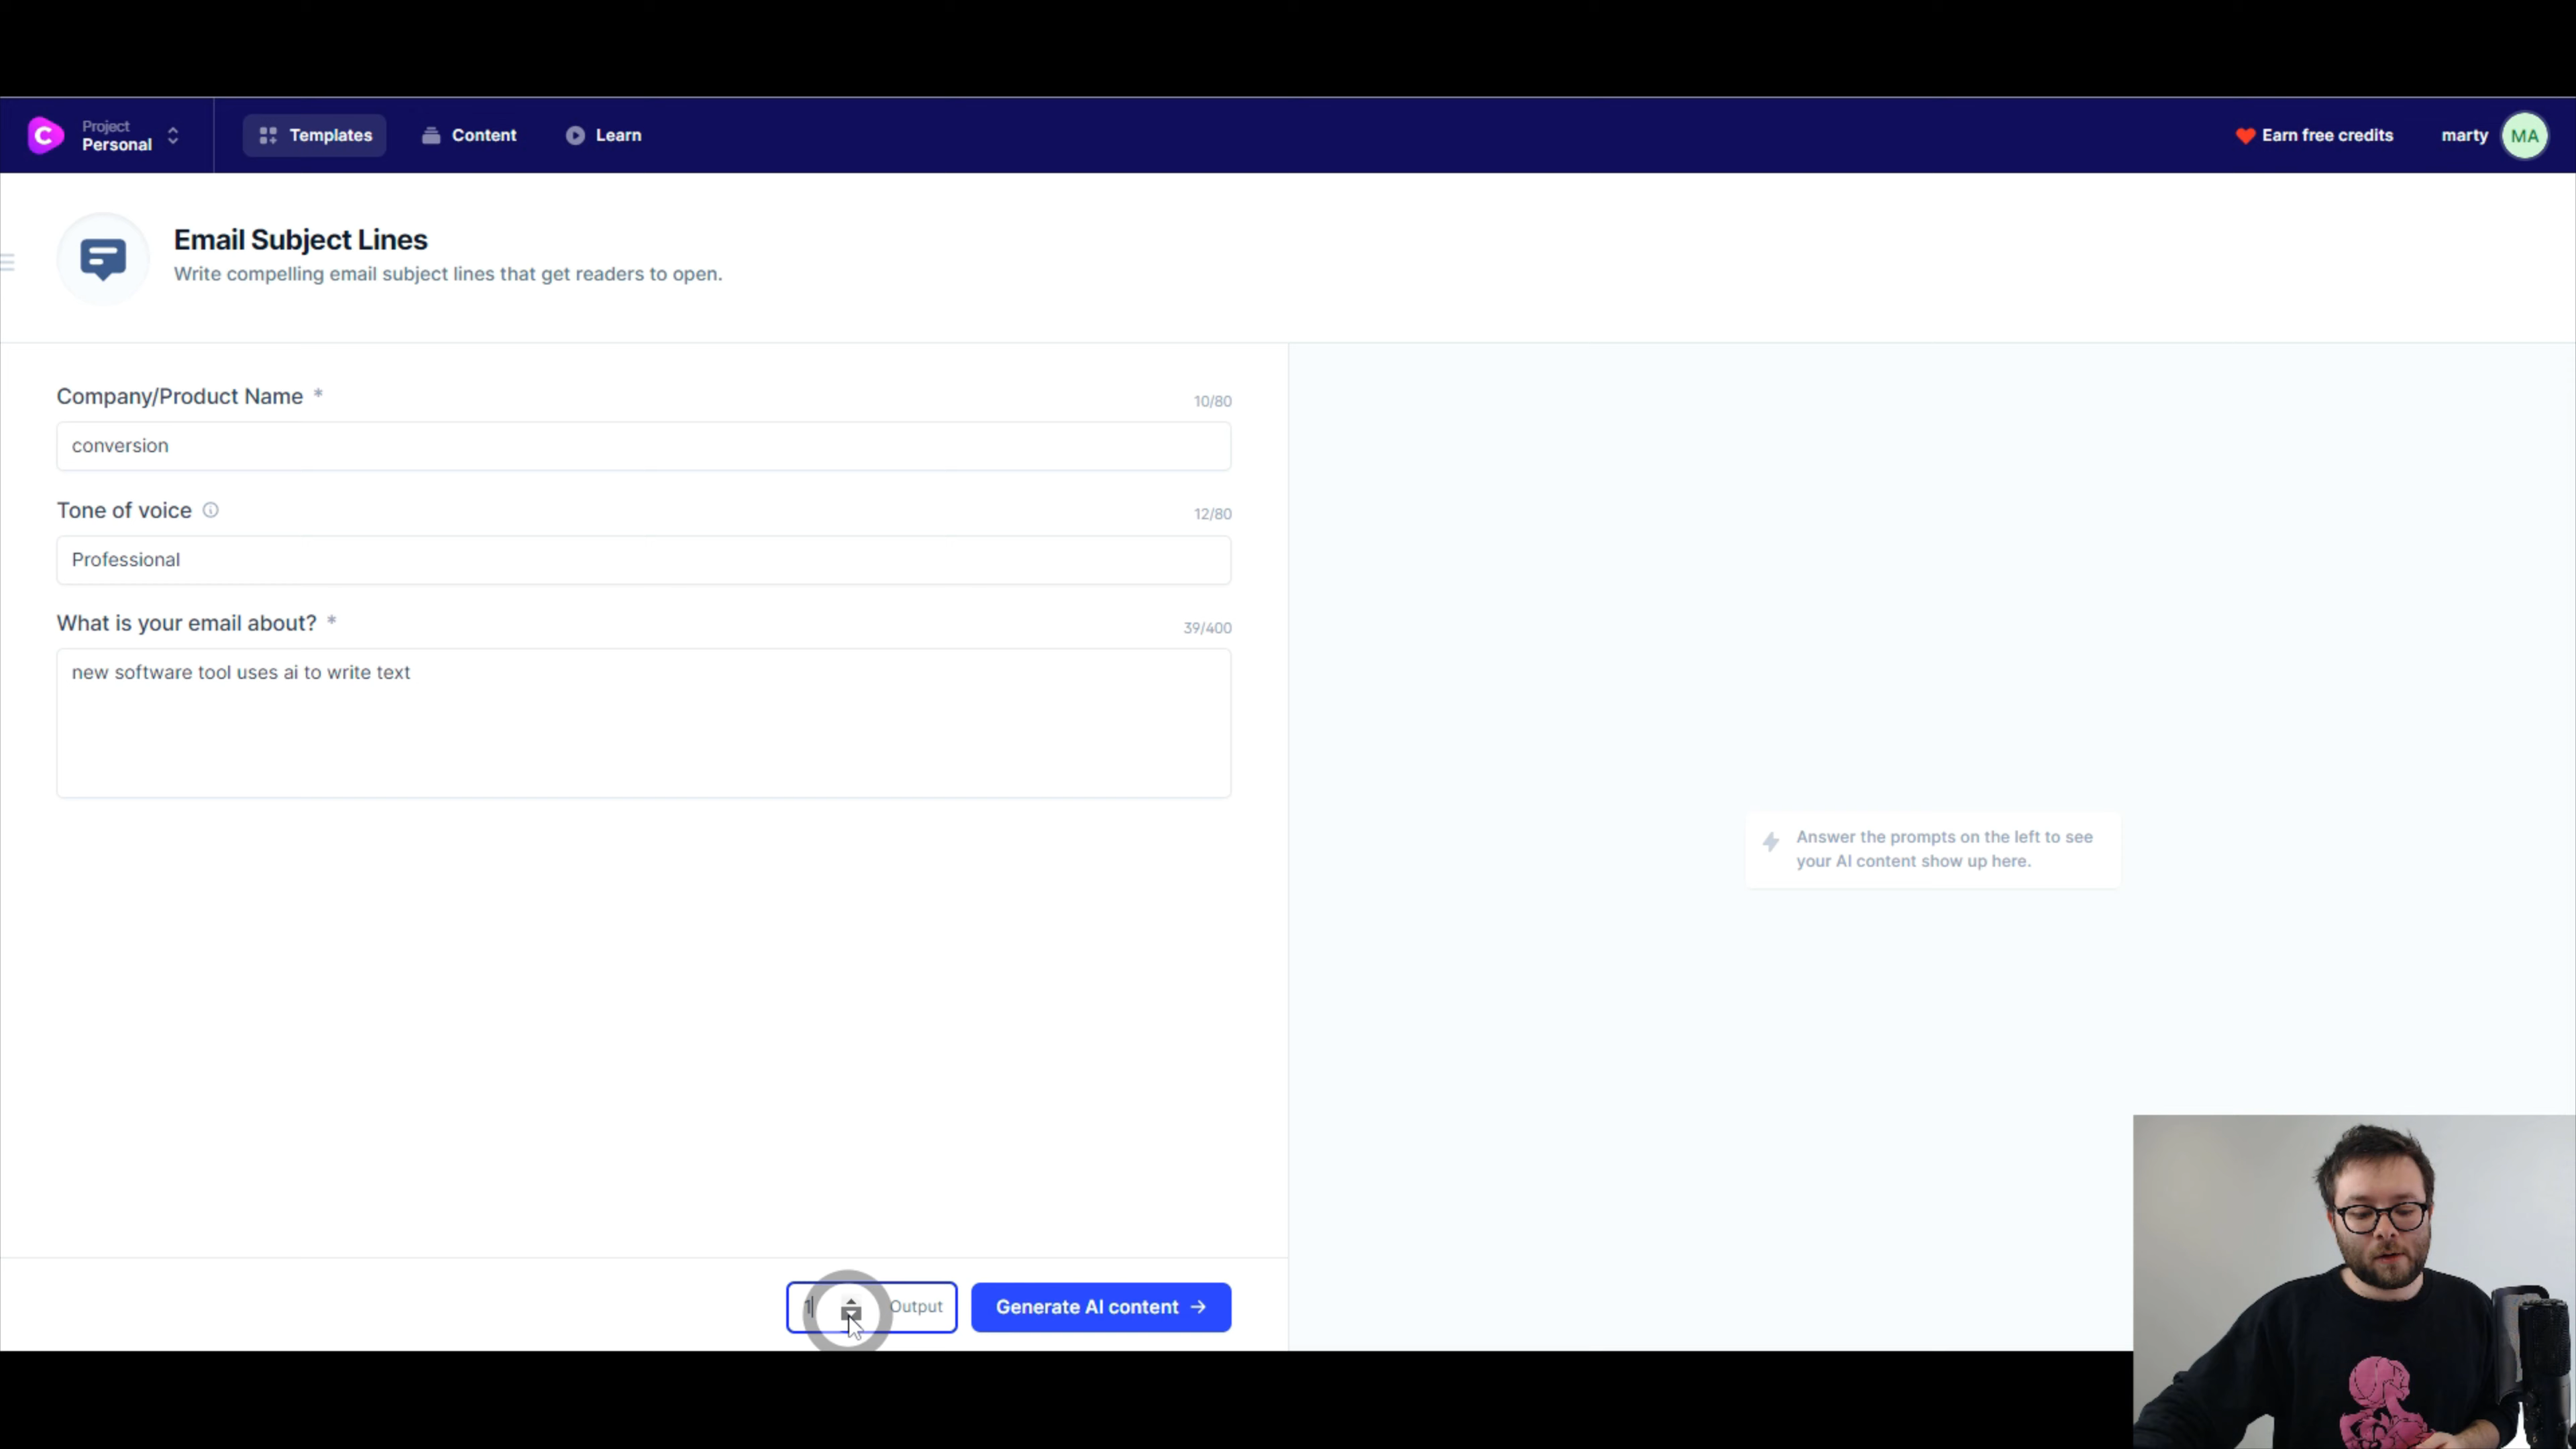 C
Project
Personal
Templates
Content
Learn
Earn free credits
marty
MA
Email Subject Lines
Write compelling email subject lines that get readers to open.
Company/Product Name *
10/80
conversion
Tone of voice
12/80
Professional
What is your email about? *
39/400
new software tool uses ai to write text
Answer the prompts on the left to see
your AI content show up here.
1
Output
Generate AI content